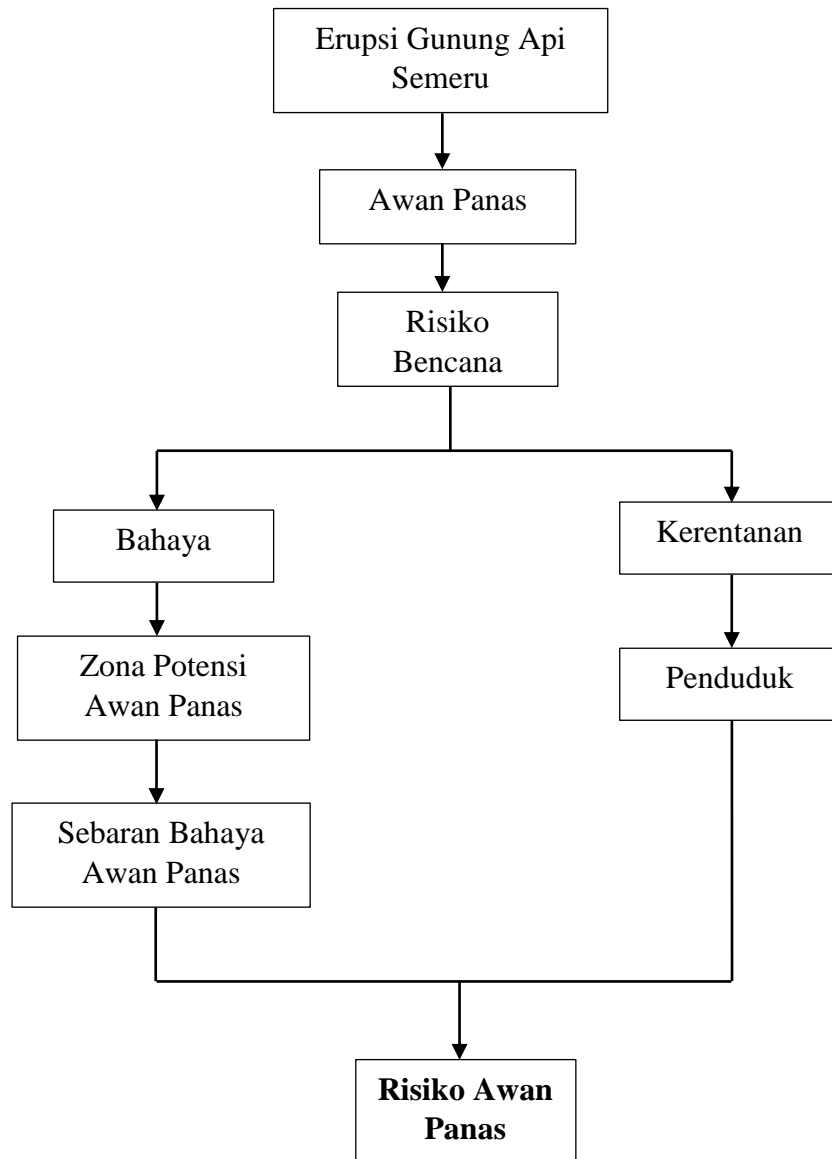 Erupsi Gunung Api
Semeru
Awan Panas
Risiko
Bencana
Bahaya
Kerentanan
Zona Potensi
Awan Panas
Penduduk
Sebaran Bahaya
Awan Panas
Risiko Awan
Panas